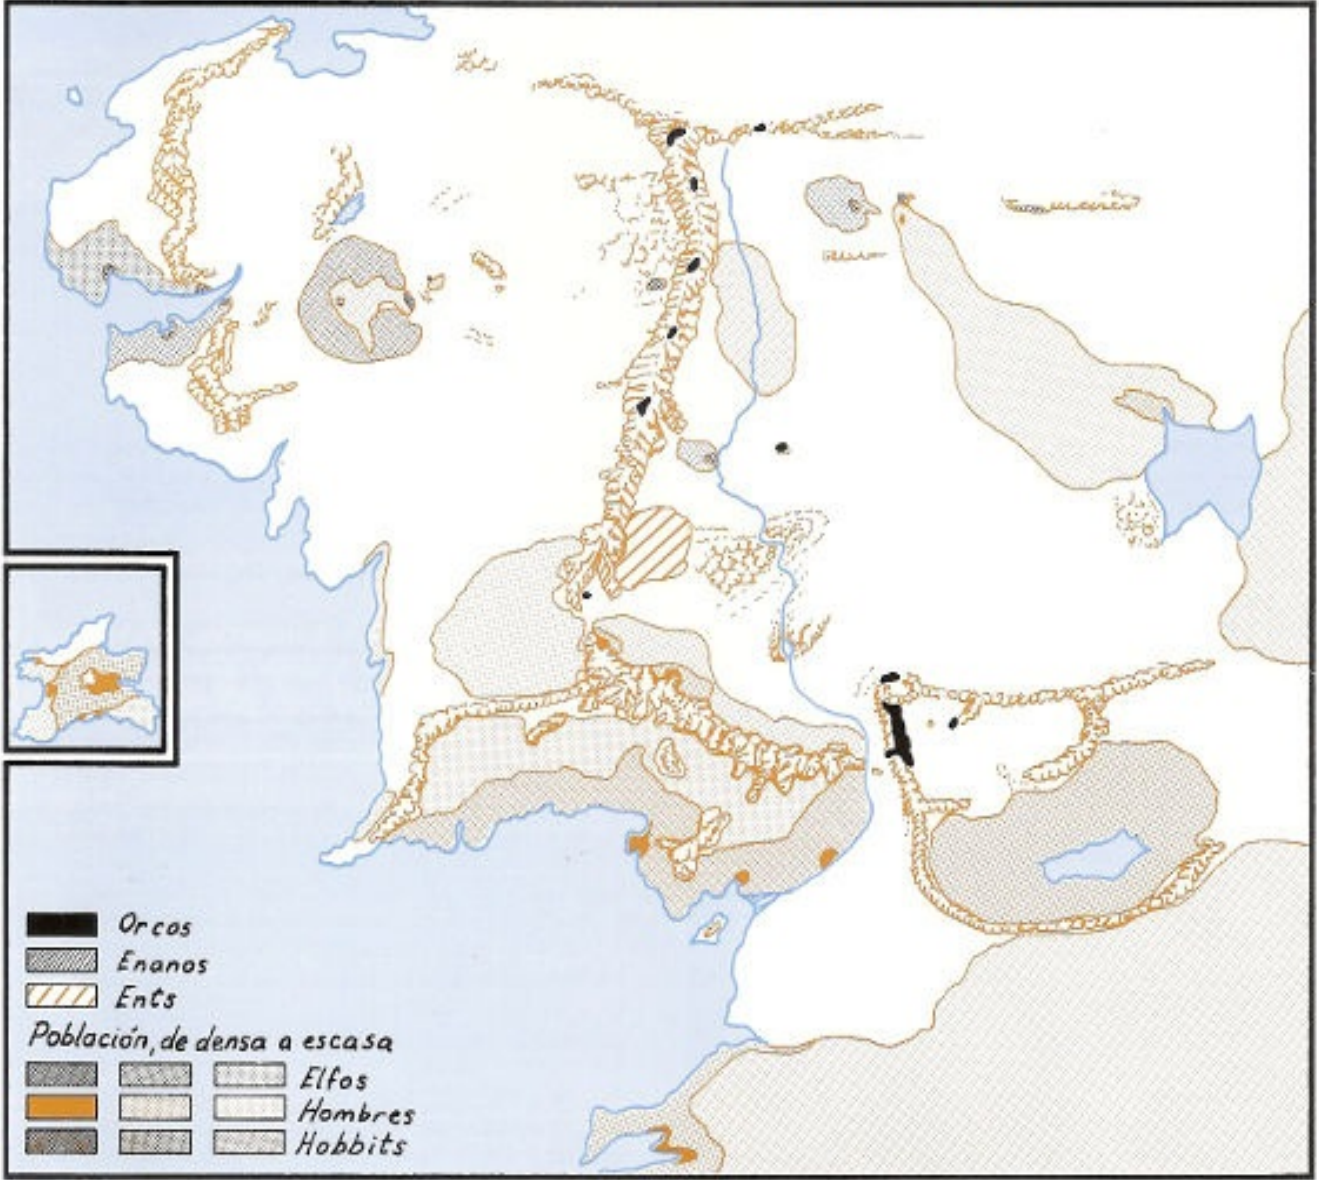 Orcos
Enanos
Ents
Población, de densa a escasa
Elfos
Hombres
Hobbits